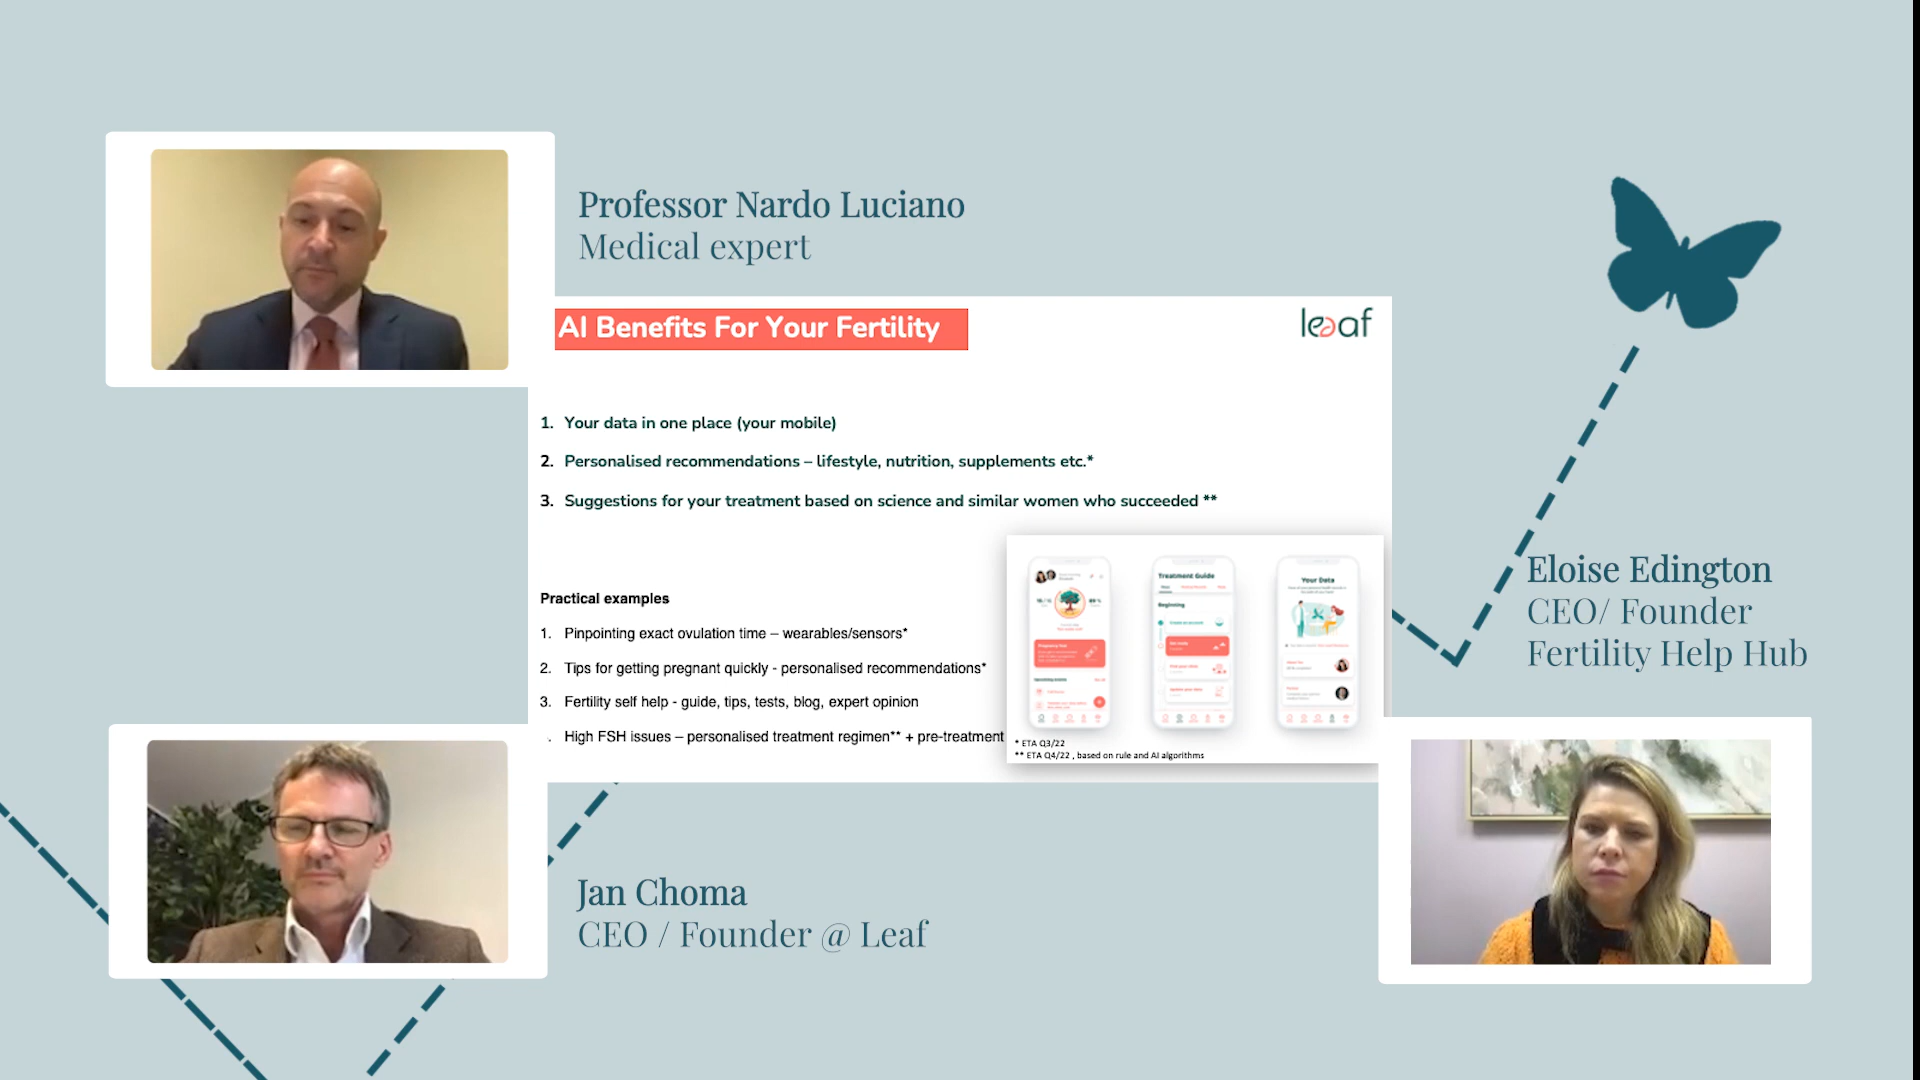 Professor Nardo Luciano
Medical expert
AI Benefits For Your Fertility
leaf
1. Your data in one place (your mobile)
2. Personalised recommendations – lifestyle, nutrition, supplements etc.*
3. Suggestions for your treatment based on science and similar women who succeeded **
Practical examples
1. Pinpointing exact ovulation time – wearables/sensors*
2. Tips for getting pregnant quickly - personalised recommendations*
3. Fertility self help - guide, tips, tests, blog, expert opinion
. High FSH issues – personalised treatment regimen** + pre-treatment
Treatment Guide
Beginning
Your Data
* ETA Q3/22
** ETA Q4/22 , based on rule and AI algorithms
Eloise Edington
CEO/ Founder
Fertility Help Hub
Jan Choma
CEO / Founder @ Leaf